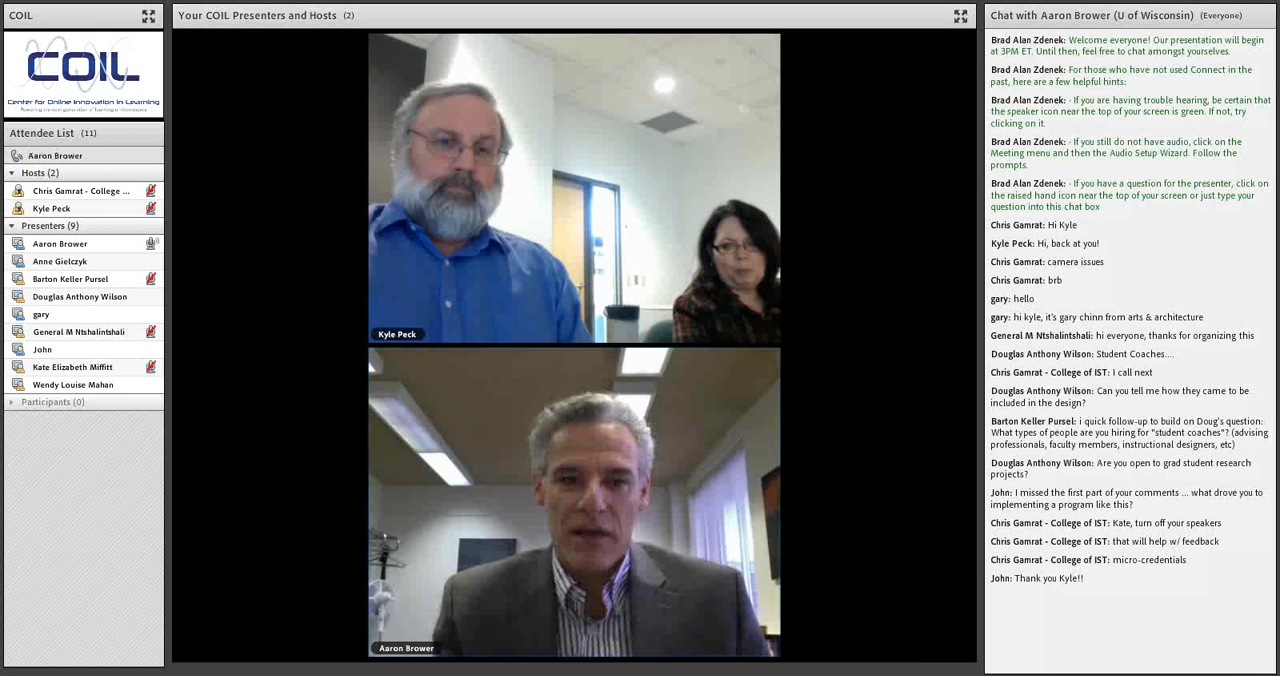 COIL
COIL
Center for Online Innovation in Learning
Attendee List (11)
Aaron Brower
Hosts (2)
Chris Gamrat - College ...
Kyle Peck
Presenters (9)
Aaron Brower
Anne Gielczyk
Barton Keller Pursel
Douglas Anthony Wilson
gary
General M Ntshalintshali
John
Kate Elizabeth Miffitt
Wendy Louise Mahan
Participants (0)
Your COIL Presenters and Hosts (2)
Kyle Peck
Aaron Brower
Chat with Aaron Brower (U of Wisconsin) (Everyone)
Brad Alan Zdenek: Welcome everyone! Our presentation will begin
at 3PM ET. Until then, feel free to chat amongst yourselves.
Brad Alan Zdenek: For those who have not used Connect in the
past, here are a few helpful hints:
Brad Alan Zdenek: - If you are having trouble hearing, be certain that
the speaker icon near the top of your screen is green. If not, try
clicking on it.
Brad Alan Zdenek: - If you still do not have audio, click on the
Meeting menu and then the Audio Setup Wizard. Follow the
prompts.
Brad Alan Zdenek: - If you have a question for the presenter, click on
the raised hand icon near the top of your screen or just type your
question into this chat box
Chris Gamrat: Hi Kyle
Kyle Peck: Hi, back at you!
Chris Gamrat: camera issues
Chris Gamrat: brb
gary: hello
gary: hi kyle, it's gary chinn from arts & architecture
General M Ntshalintshali: hi everyone, thanks for organizing this
Douglas Anthony Wilson: Student Coaches....
Chris Gamrat - College of IST: I call next
Douglas Anthony Wilson: Can you tell me how they came to be
included in the design?
Barton Keller Pursel: i quick follow-up to build on Doug's question:
What types of people are you hiring for "student coaches"? (advising
professionals, faculty members, instructional designers, etc)
Douglas Anthony Wilson: Are you open to grad student research
projects?
John: I missed the first part of your comments ... what drove you to
implementing a program like this?
Chris Gamrat - College of IST: Kate, turn off your speakers
Chris Gamrat - College of IST: that will help w/ feedback
Chris Gamrat - College of IST: micro-credentials
John: Thank you Kyle!!